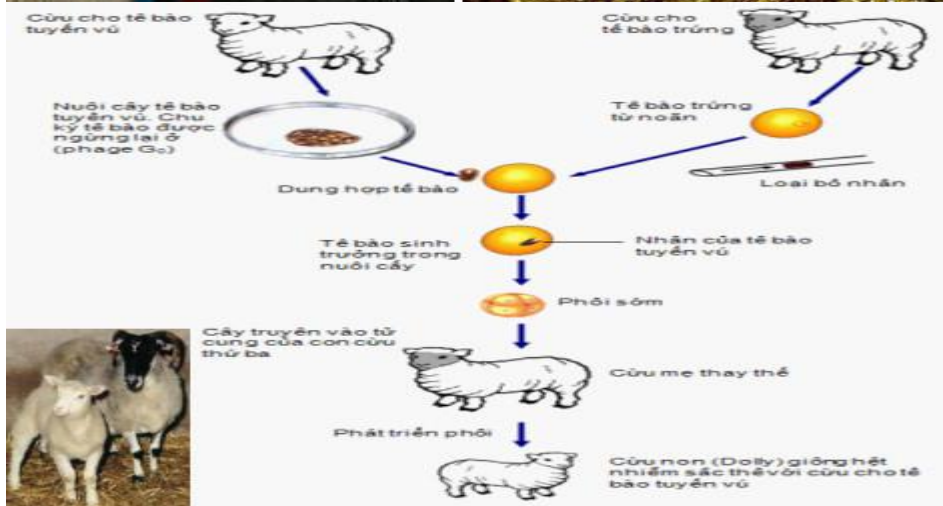 Cừu cho tế bào
tuyến vú
Cừu cho
tế bào trứng
Nuôi cấy tế bào
tuyến vú. Chu
kỳ tế bào được
ngừng lại ở
(phage G₀)
Tế bào trứng
từ noãn
Dung hợp tế bào
Loại bỏ nhân
Tế bào sinh
trưởng trong
nuôi cấy
Nhân của tế bào
tuyến vú
Phôi sớm
Cấy truyền vào tử
cung của con cừu
thứ ba
Cừu mẹ thay thế
Phát triển phôi
Cừu non (Dolly) giống hệt
nhiễm sắc thể với cừu cho tế
bào tuyến vú